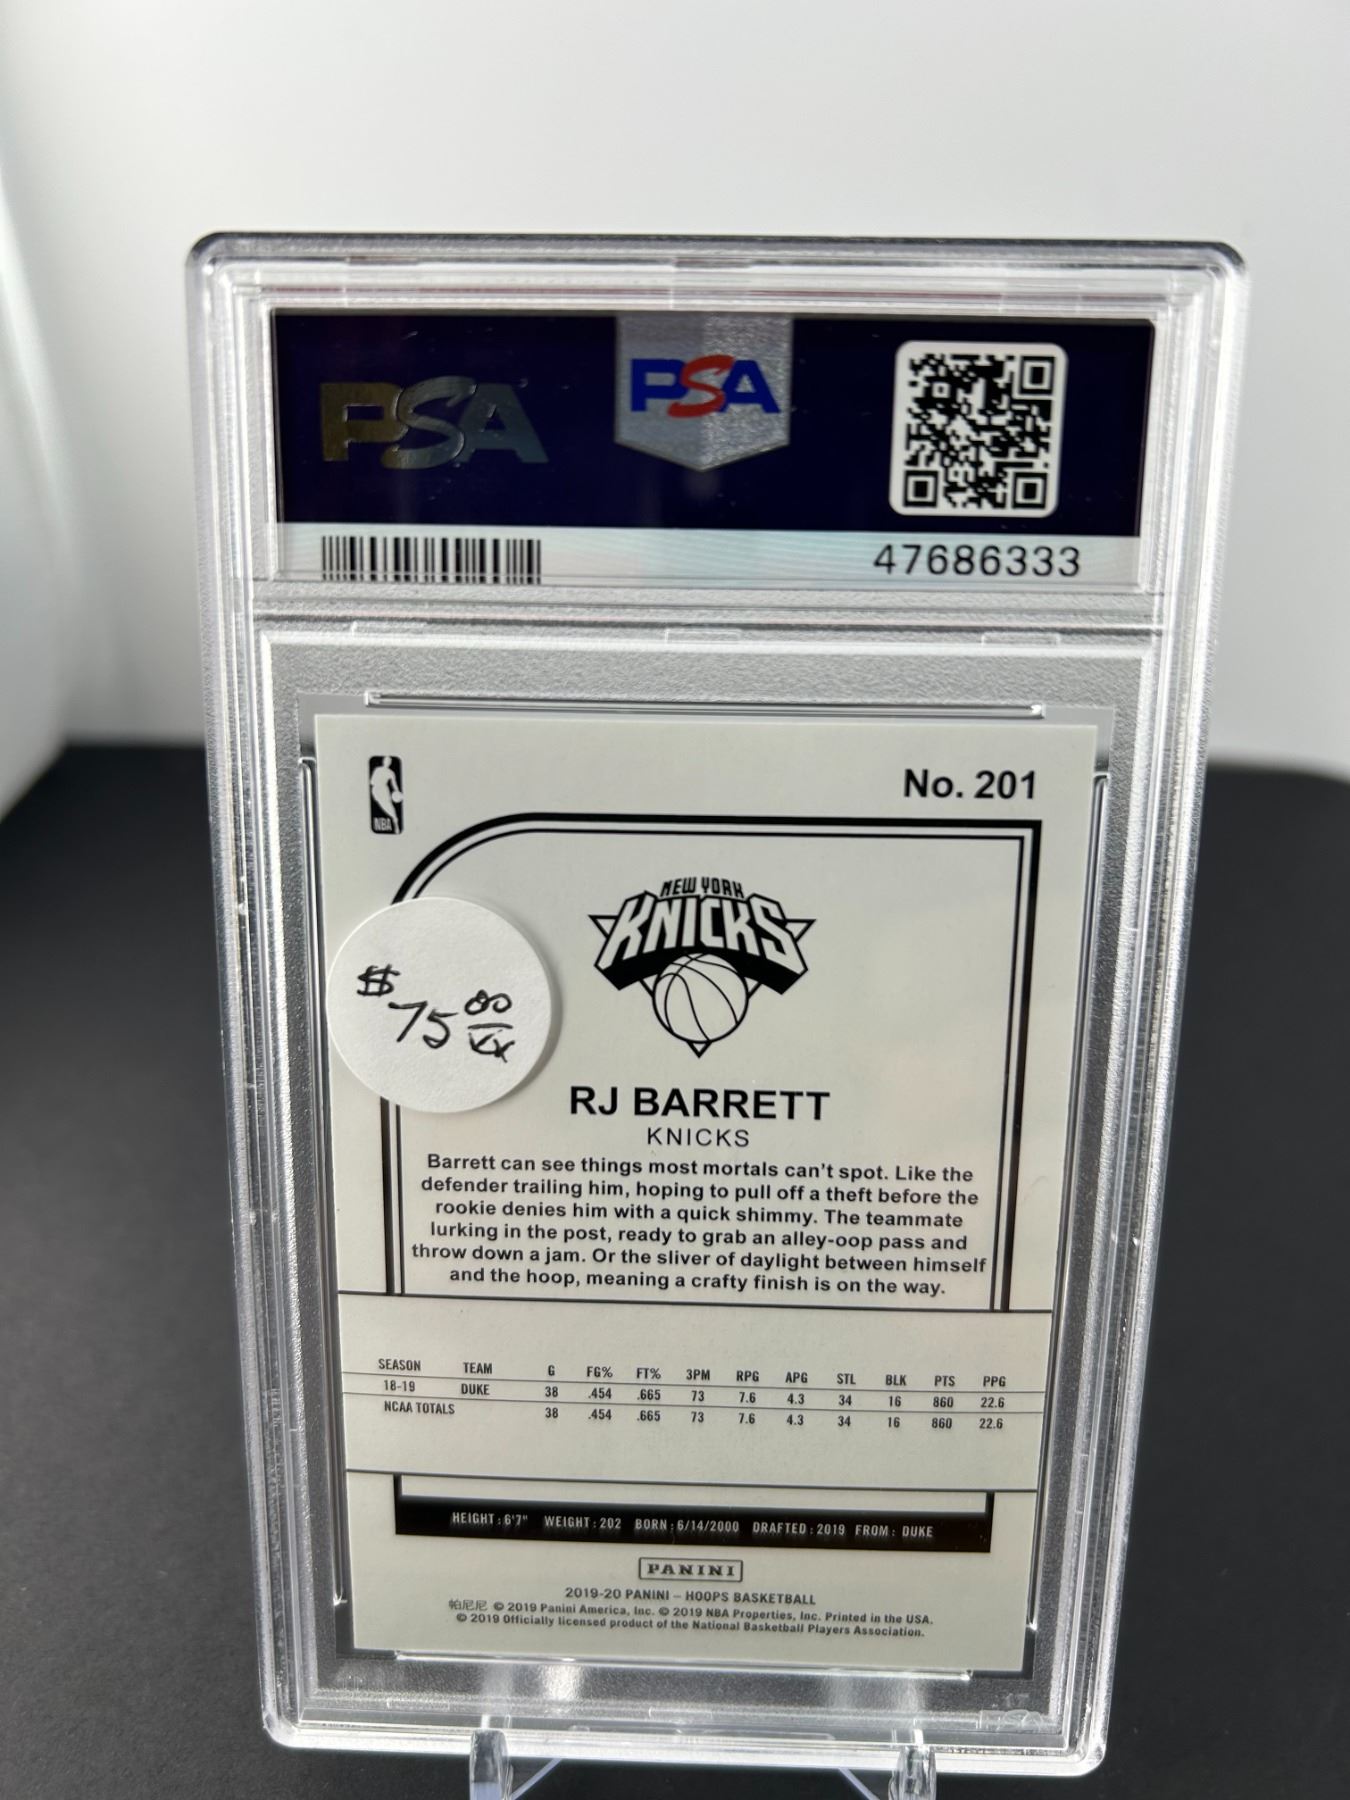 PSA
PSA
47686333
NBA
No. 201
NEW YORK
KNICKS
$75 00
XX
RJ BARRETT
KNICKS
Barrett can see things most mortals can't spot. Like the
defender trailing him, hoping to pull off a theft before the
rookie denies him with a quick shimmy. The teammate
lurking in the post, ready to grab an alley-oop pass and
throw down a jam. Or the sliver of daylight between himself
and the hoop, meaning a crafty finish is on the way.
SEASON TEAM G FG% FT% 3PM RPG APG STL BLK PTS PPG
18-19 DUKE 38 .454 .665 73 7.6 4.3 34 16 860 22.6
NCAA TOTALS 38 .454 .665 73 7.6 4.3 34 16 860 22.6
HEIGHT: 6'7" WEIGHT: 202 BORN: 6/14/2000 DRAFTED: 2019 FROM: DUKE
PANINI
2019-20 PANINI – HOOPS BASKETBALL
帕尼尼 © 2019 Panini America, Inc. © 2019 NBA Properties, Inc. Printed in the USA.
© 2019 Officially licensed product of the National Basketball Players Association.
PSA